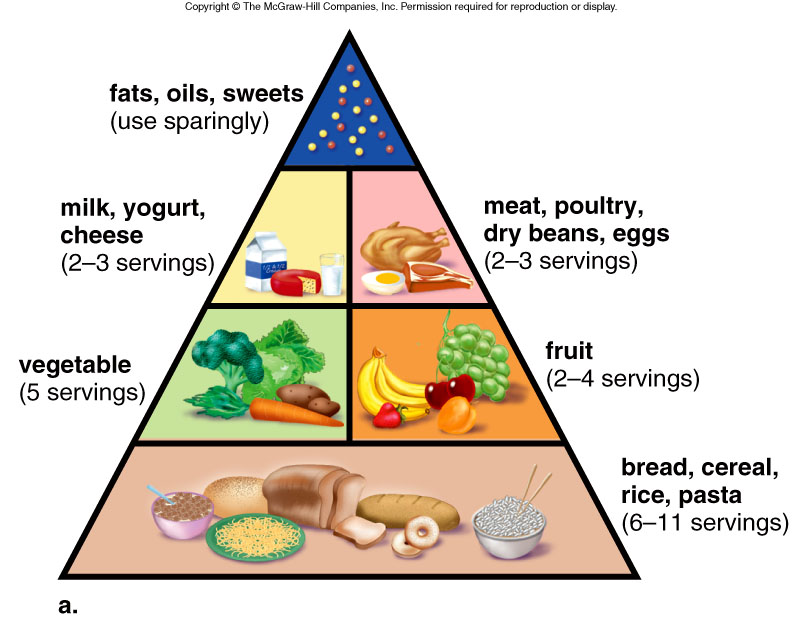 Copyright © The McGraw-Hill Companies, Inc. Permission required for reproduction or display.
fats, oils, sweets
(use sparingly)
milk, yogurt,
cheese
(2–3 servings)
meat, poultry,
dry beans, eggs
(2–3 servings)
vegetable
(5 servings)
fruit
(2–4 servings)
bread, cereal,
rice, pasta
(6–11 servings)
a.